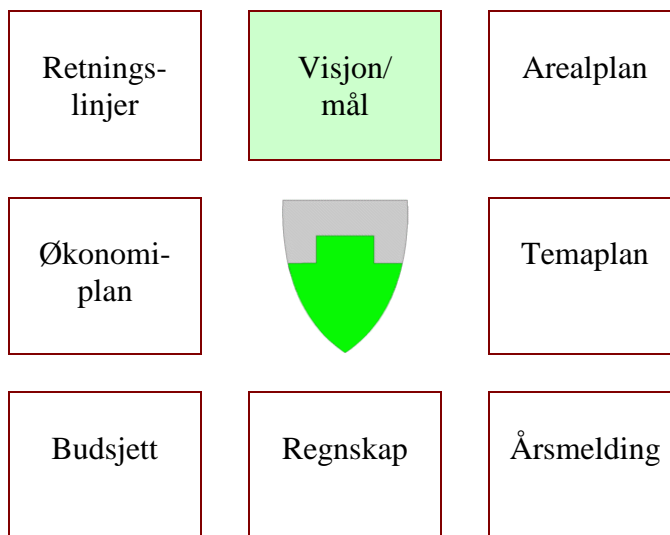 Retnings-
linjer
Visjon/
mål
Arealplan
Økonomi-
plan
Temaplan
Budsjett
Regnskap
Årsmelding